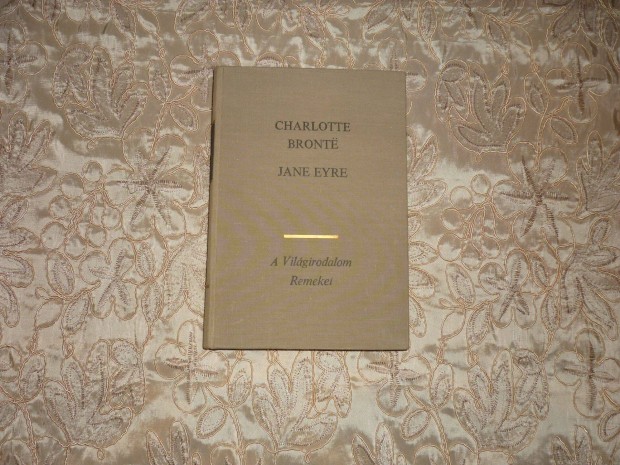 CHARLOTTE
BRONTË
JANE EYRE
A Világirodalom
Remekei